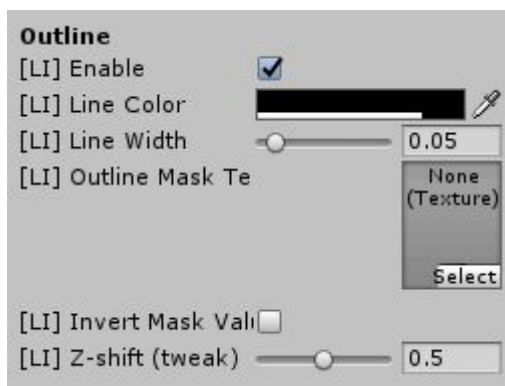 Outline
[LI] Enable
[LI] Line Color
[LI] Line Width 0.05
[LI] Outline Mask Te None
(Texture)
Select
[LI] Invert Mask Valu
[LI] Z-shift (tweak) 0.5